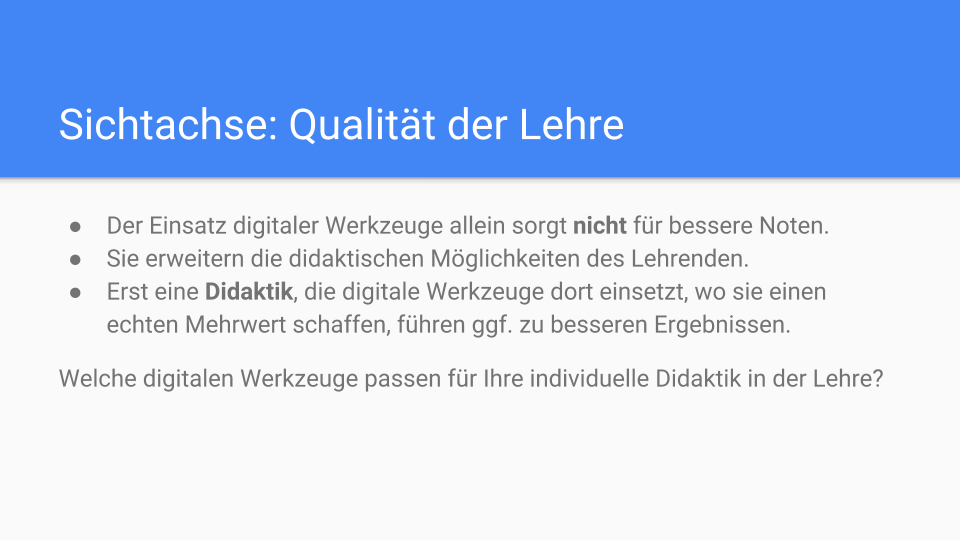 Sichtachse: Qualität der Lehre
● Der Einsatz digitaler Werkzeuge allein sorgt nicht für bessere Noten.
● Sie erweitern die didaktischen Möglichkeiten des Lehrenden.
● Erst eine Didaktik, die digitale Werkzeuge dort einsetzt, wo sie einen
echten Mehrwert schaffen, führen ggf. zu besseren Ergebnissen.
Welche digitalen Werkzeuge passen für Ihre individuelle Didaktik in der Lehre?